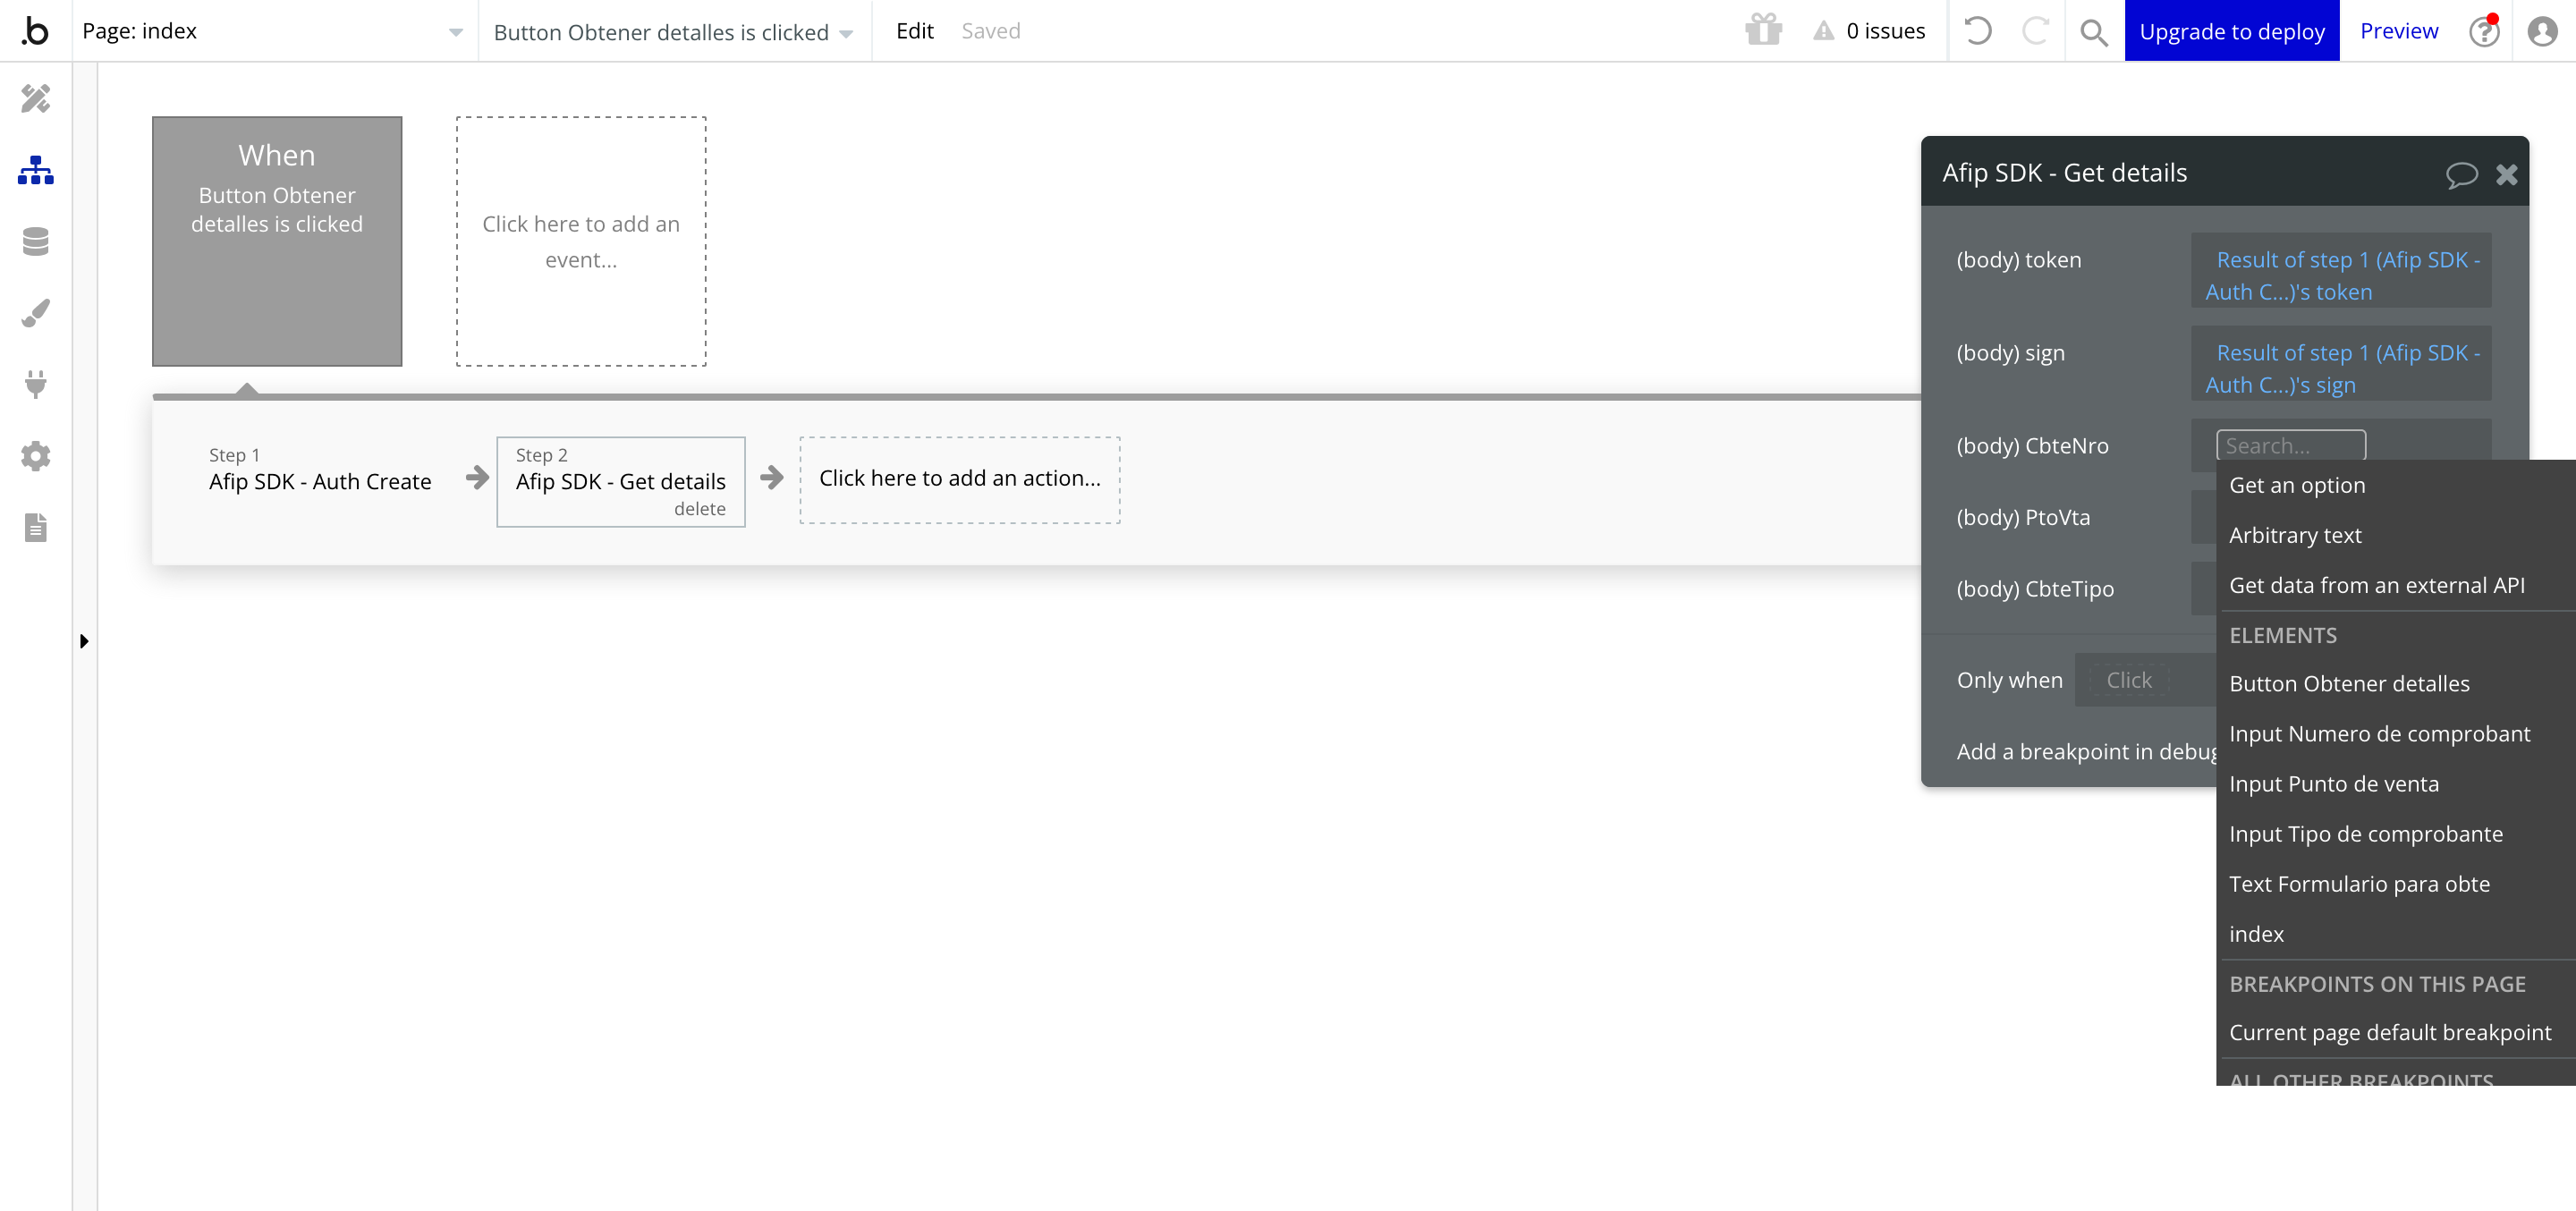 .b
Page: index
Button Obtener detalles is clicked
Edit
Saved
0 issues
Upgrade to deploy
Preview
When
Button Obtener
detalles is clicked
Click here to add an
event...
Step 1
Afip SDK - Auth Create
Step 2
Afip SDK - Get details
delete
Click here to add an action...
Afip SDK - Get details
(body) token
Result of step 1 (Afip SDK -
Auth C...)'s token
(body) sign
Result of step 1 (Afip SDK -
Auth C...)'s sign
(body) CbteNro
Search...
(body) PtoVta
(body) CbteTipo
Only when
Click
Add a breakpoint in debug
Get an option
Arbitrary text
Get data from an external API
ELEMENTS
Button Obtener detalles
Input Numero de comprobant
Input Punto de venta
Input Tipo de comprobante
Text Formulario para obte
index
BREAKPOINTS ON THIS PAGE
Current page default breakpoint
ALL OTHER BREAKPOINTS